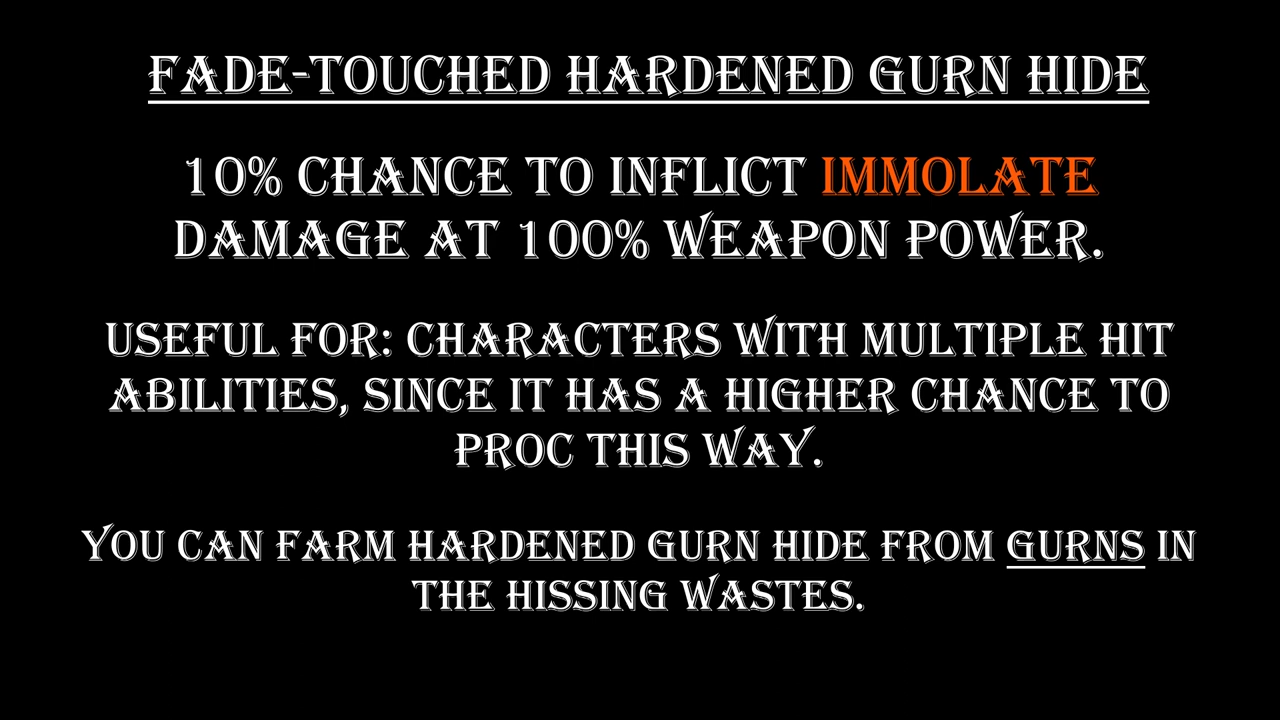 FADE-TOUCHED HARDENED GURN HIDE
10% CHANCE TO INFLICT IMMOLATE
DAMAGE AT 100% WEAPON POWER.
USEFUL FOR: CHARACTERS WITH MULTIPLE HIT
ABILITIES, SINCE IT HAS A HIGHER CHANCE TO
PROC THIS WAY.
YOU CAN FARM HARDENED GURN HIDE FROM GURNS IN
THE HISSING WASTES.